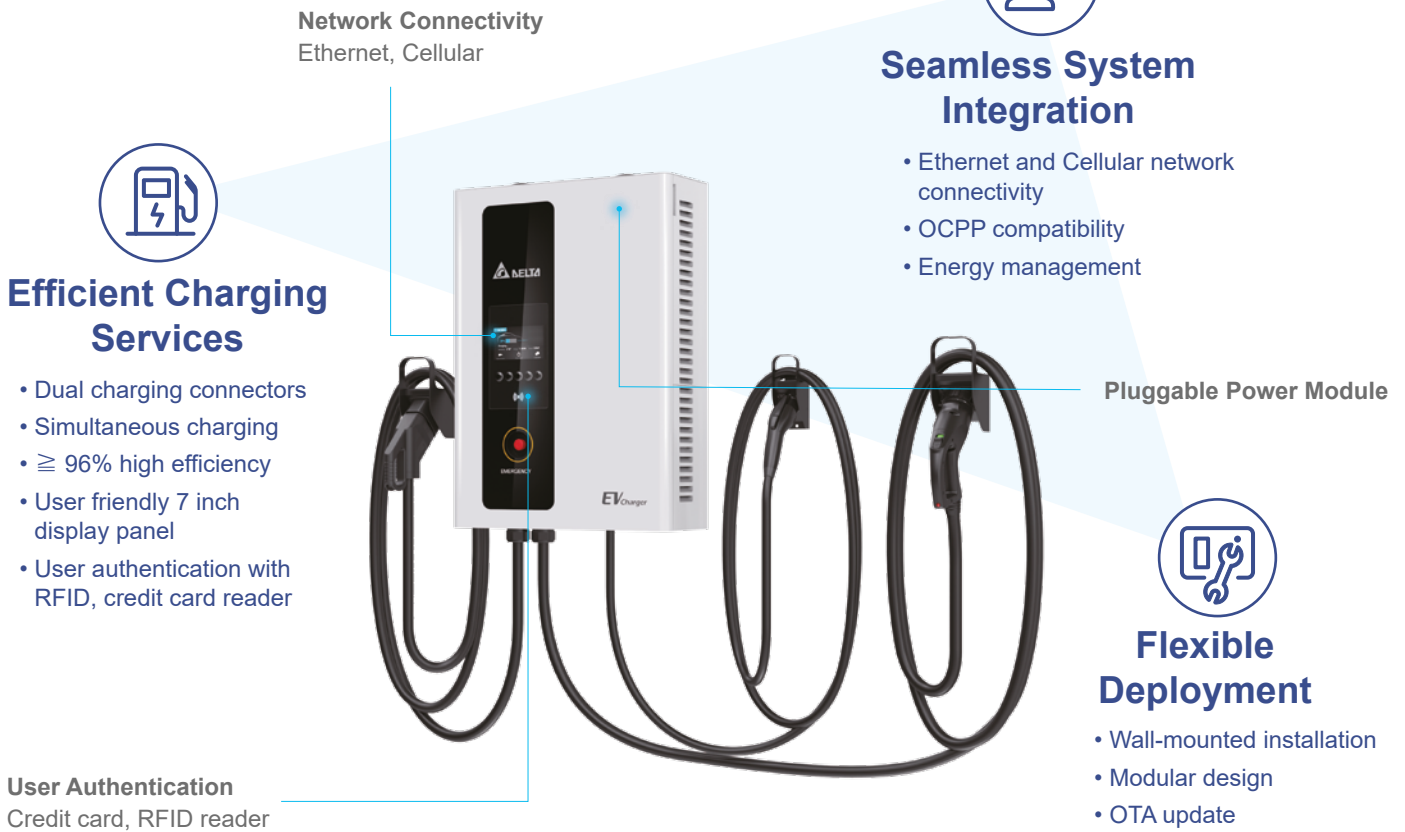 Network Connectivity
Ethernet, Cellular
Seamless System
Integration
• Ethernet and Cellular network
connectivity
• OCPP compatibility
• Energy management
Efficient Charging
Services
• Dual charging connectors
• Simultaneous charging
• ≧ 96% high efficiency
• User friendly 7 inch
display panel
• User authentication with
RFID, credit card reader
DELTA
EMERGENCY
EV Charger
Pluggable Power Module
Flexible
Deployment
• Wall-mounted installation
• Modular design
• OTA update
User Authentication
Credit card, RFID reader